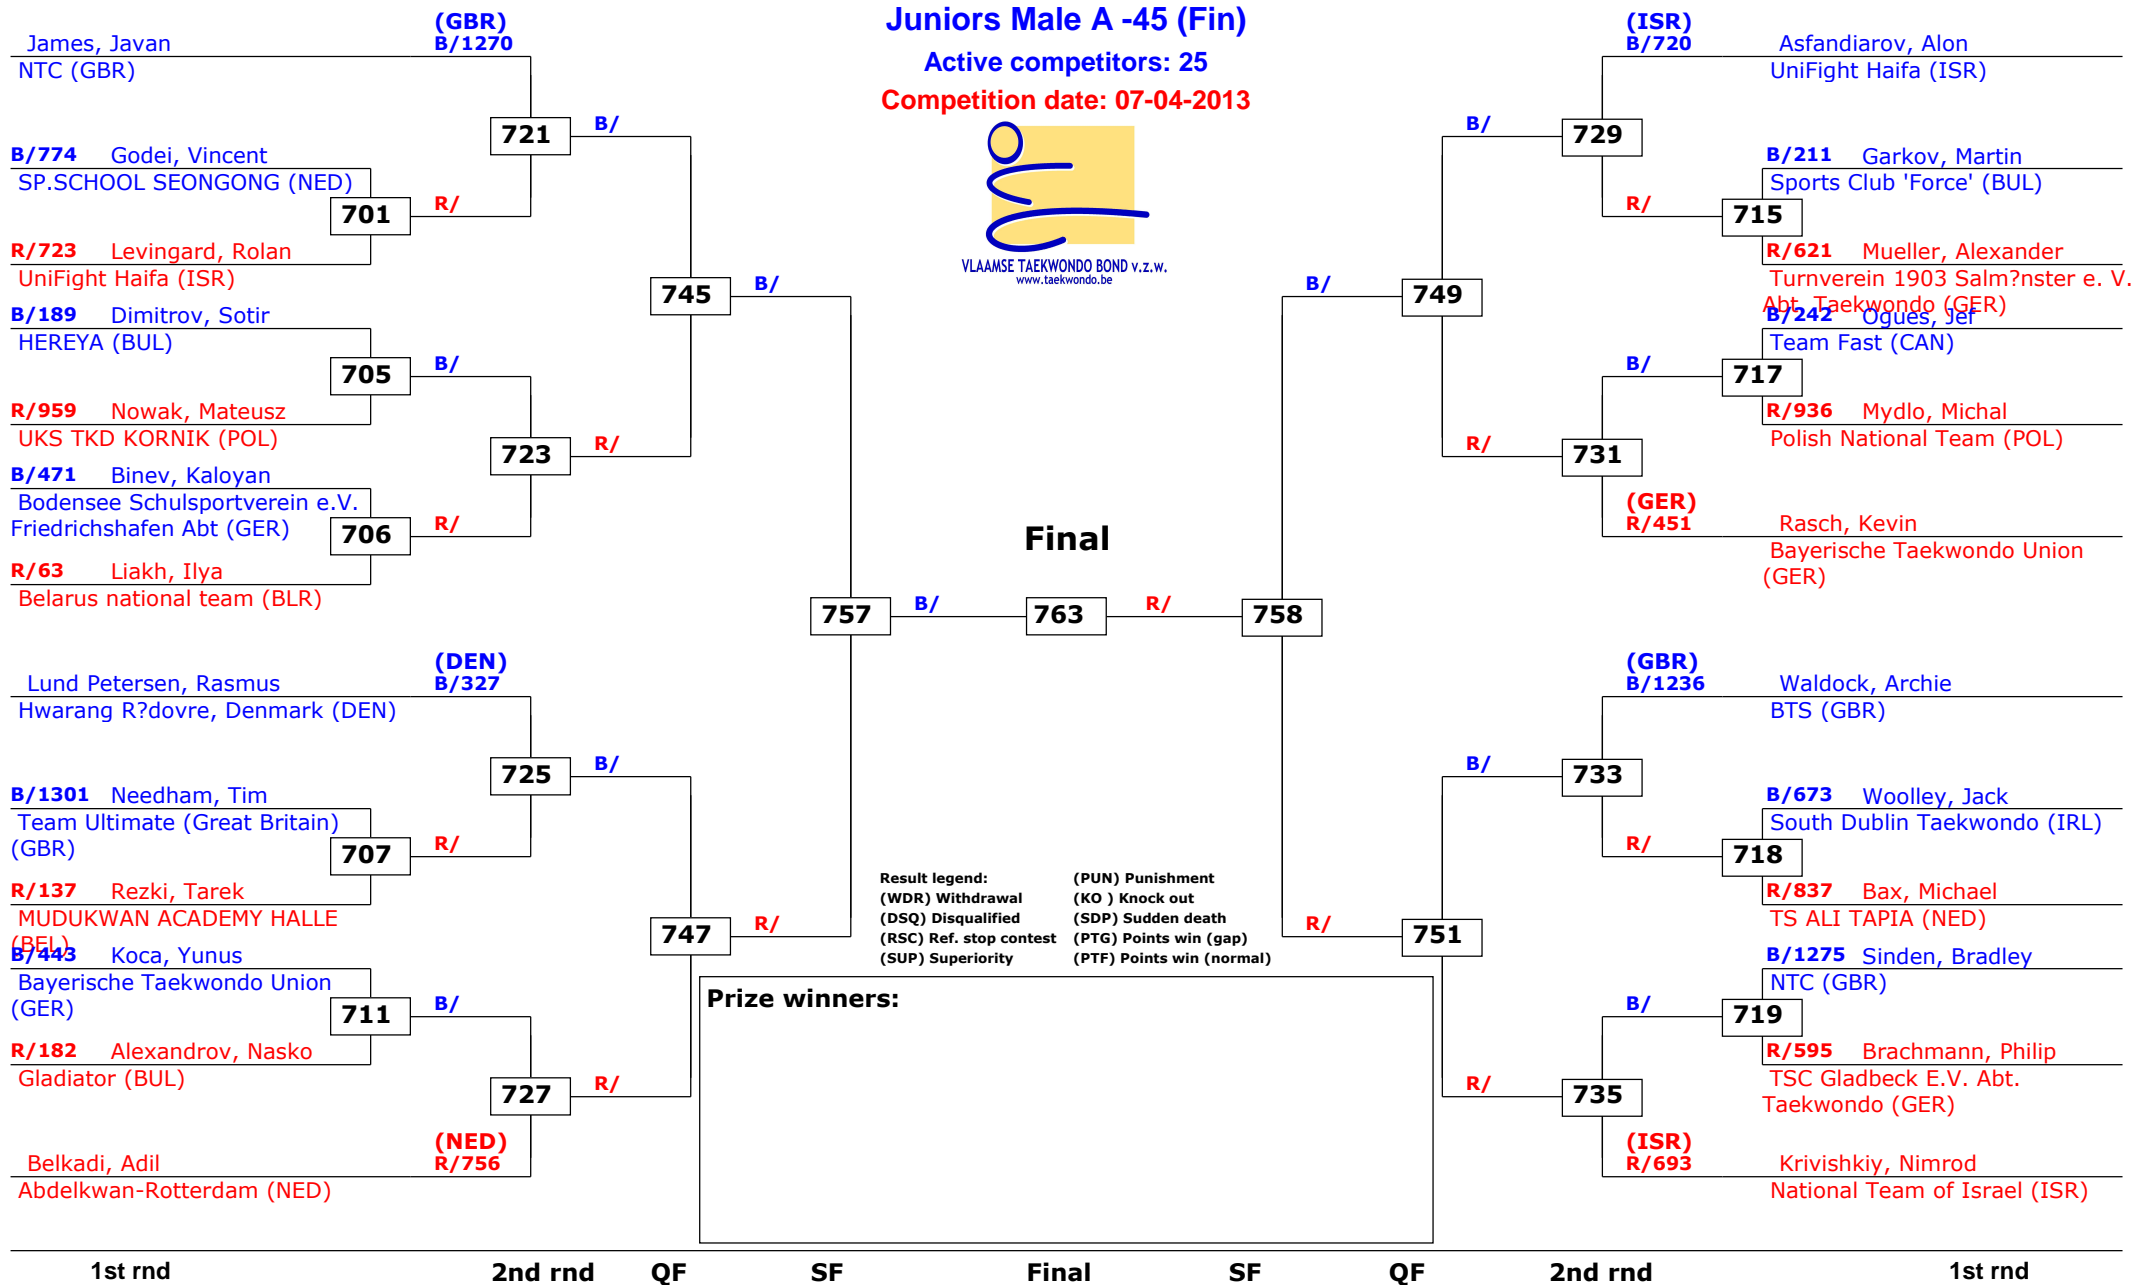 Juniors Male A -45 (Fin)
Active competitors: 25
Competition date: 07-04-2013
VLAAMSE TAEKWONDO BOND v.z.w.
www.taekwondo.be
(GBR)
James, Javan B/1270
NTC (GBR)
721
B/
B/774 Godei, Vincent
SP.SCHOOL SEONGONG (NED)
701
R/
R/723 Levingard, Rolan
UniFight Haifa (ISR)
745
B/
B/189 Dimitrov, Sotir
HEREYA (BUL)
705
B/
R/959 Nowak, Mateusz
UKS TKD KORNIK (POL)
723
R/
B/471 Binev, Kaloyan
Bodensee Schulsportverein e.V.
Friedrichshafen Abt (GER)
706
R/
R/63 Liakh, Ilya
Belarus national team (BLR)
757
B/
(DEN)
Lund Petersen, Rasmus B/327
Hwarang R?dovre, Denmark (DEN)
725
B/
B/1301 Needham, Tim
Team Ultimate (Great Britain)
(GBR)
707
R/
R/137 Rezki, Tarek
MUDUKWAN ACADEMY HALLE
(BEL)
747
R/
B/443 Koca, Yunus
Bayerische Taekwondo Union
(GER)
711
B/
R/182 Alexandrov, Nasko
Gladiator (BUL)
727
R/
(NED)
Belkadi, Adil R/756
Abdelkwan-Rotterdam (NED)
Final
763
R/
758
(ISR)
B/720 Asfandiarov, Alon
UniFight Haifa (ISR)
B/
729
B/211 Garkov, Martin
Sports Club 'Force' (BUL)
R/
715
R/621 Mueller, Alexander
Turnverein 1903 Salm?nster e. V.
Abt. Taekwondo (GER)
B/
749
B/242 Ogues, Jef
Team Fast (CAN)
B/
717
R/936 Mydlo, Michal
Polish National Team (POL)
R/
731
(GER)
R/451 Rasch, Kevin
Bayerische Taekwondo Union
(GER)
(GBR)
B/1236 Waldock, Archie
BTS (GBR)
B/
733
B/673 Woolley, Jack
South Dublin Taekwondo (IRL)
R/
718
R/837 Bax, Michael
TS ALI TAPIA (NED)
R/
751
B/1275 Sinden, Bradley
NTC (GBR)
B/
719
R/595 Brachmann, Philip
TSC Gladbeck E.V. Abt.
Taekwondo (GER)
R/
735
(ISR)
R/693 Krivishkiy, Nimrod
National Team of Israel (ISR)
Result legend: (PUN) Punishment
(WDR) Withdrawal (KO ) Knock out
(DSQ) Disqualified (SDP) Sudden death
(RSC) Ref. stop contest (PTG) Points win (gap)
(SUP) Superiority (PTF) Points win (normal)
Prize winners:
1st rnd 2nd rnd QF SF Final SF QF 2nd rnd 1st rnd